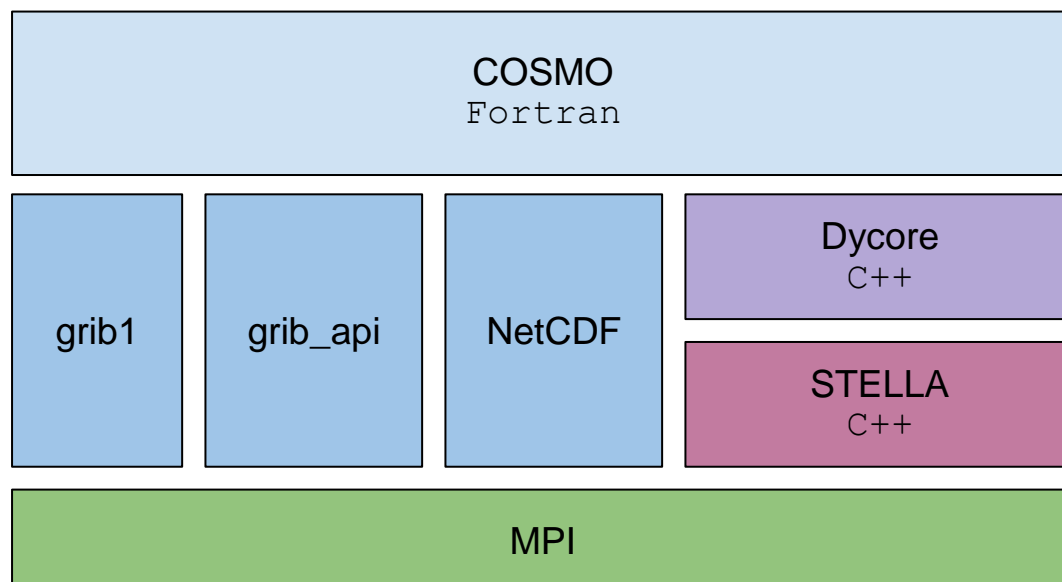 COSMO
Fortran
grib1
grib_api
NetCDF
Dycore
C++
STELLA
C++
MPI